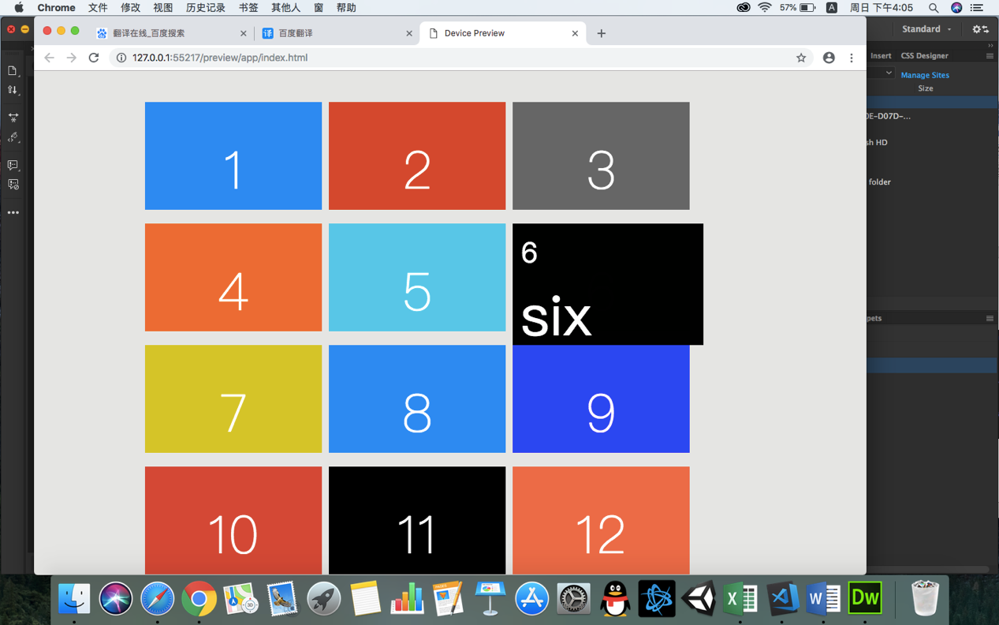 Chrome 文件 修改 视图 历史记录 书签 其他人 窗 帮助 57% A 周日 下午4:05
翻译在线_百度搜索 译 百度翻译 Device Preview
Standard
127.0.0.1:55217/preview/app/index.html
Insert CSS Designer
Manage Sites
Size
0E-D07D-...
sh HD
folder
pets
1 2 3
4 5 6
six
7 8 9
10 11 12
X W Dw